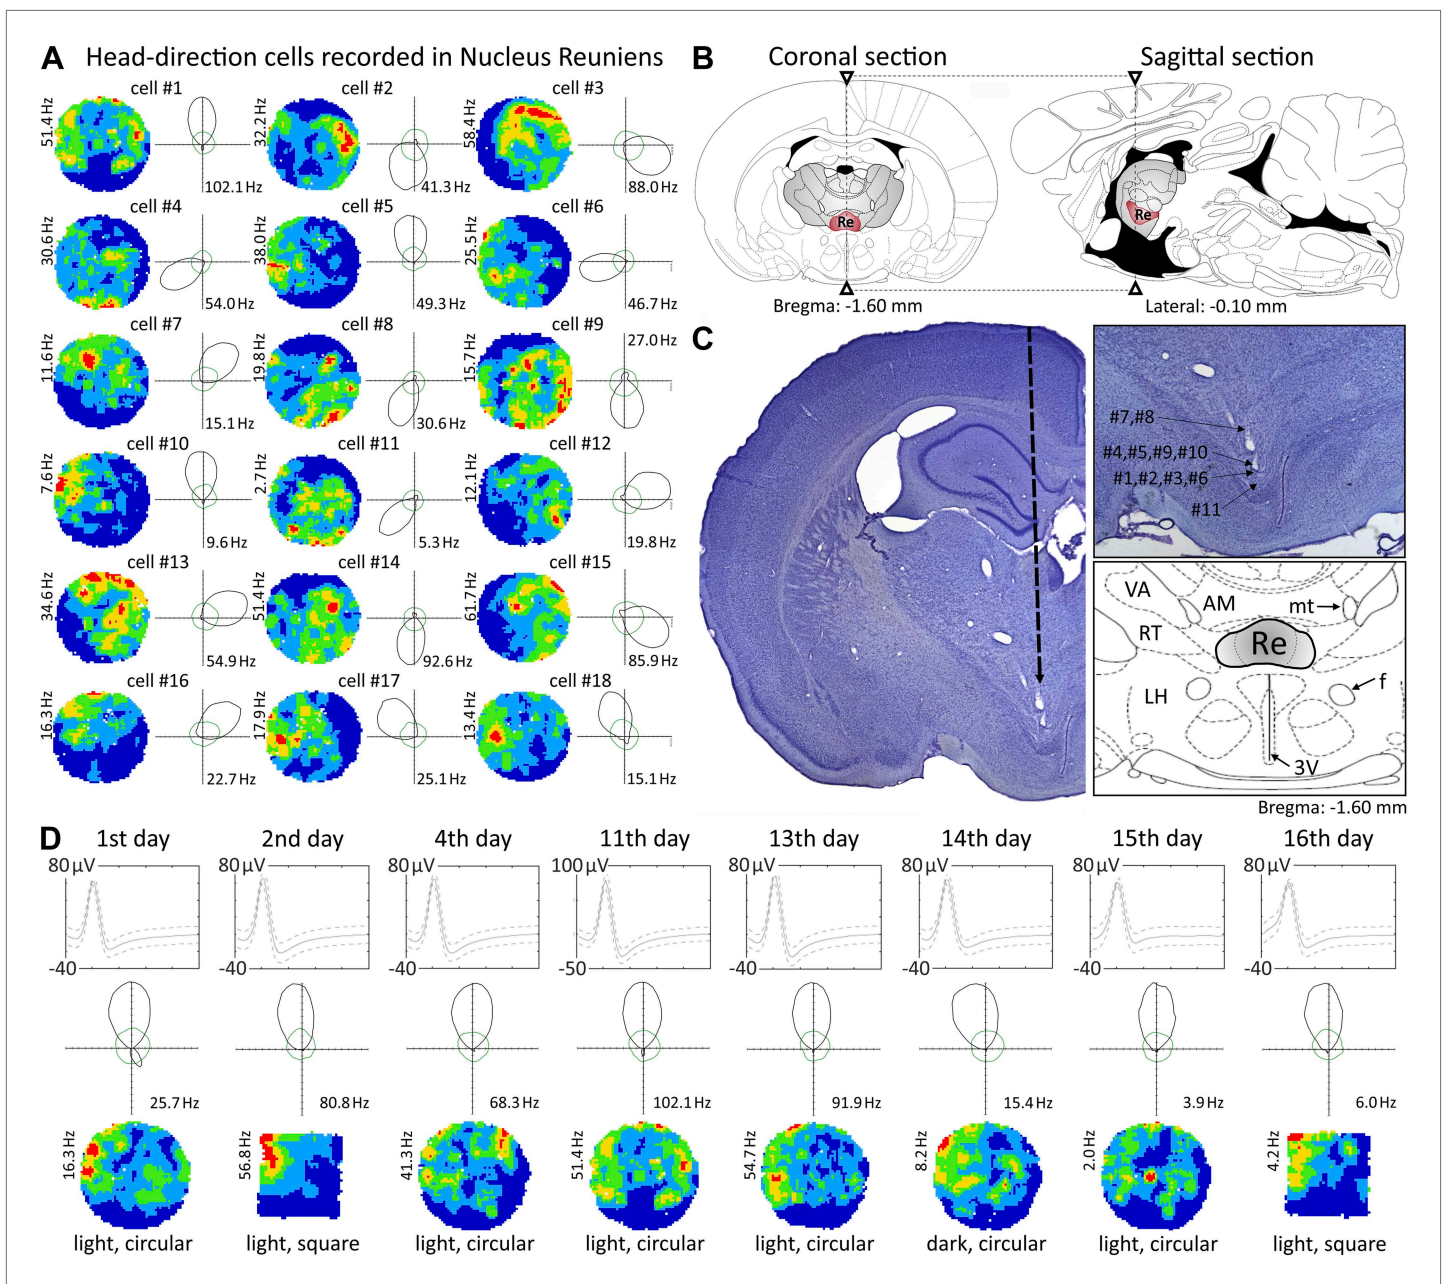 A Head-direction cells recorded in Nucleus Reuniens
cell #1
51.4 Hz
102.1 Hz
cell #2
32.2 Hz
41.3 Hz
cell #3
58.4 Hz
88.0 Hz
cell #4
30.6 Hz
54.0 Hz
cell #5
38.0 Hz
49.3 Hz
cell #6
25.5 Hz
46.7 Hz
cell #7
11.6 Hz
15.1 Hz
cell #8
19.8 Hz
30.6 Hz
cell #9
15.7 Hz
27.0 Hz
cell #10
7.6 Hz
9.6 Hz
cell #11
2.7 Hz
5.3 Hz
cell #12
12.1 Hz
19.8 Hz
cell #13
34.6 Hz
54.9 Hz
cell #14
51.4 Hz
92.6 Hz
cell #15
61.7 Hz
85.9 Hz
cell #16
16.3 Hz
22.7 Hz
cell #17
17.9 Hz
25.1 Hz
cell #18
13.4 Hz
15.1 Hz
B
Coronal section
Sagittal section
Re
Re
Bregma: -1.60 mm
Lateral: -0.10 mm
C
#7,#8
#4,#5,#9,#10
#1,#2,#3,#6
#11
VA
AM
mt
RT
Re
LH
f
3V
Bregma: -1.60 mm
D
1st day
80 µV
-40
25.7 Hz
16.3 Hz
light, circular
2nd day
80 µV
-40
80.8 Hz
56.8 Hz
light, square
4th day
80 µV
-40
68.3 Hz
41.3 Hz
light, circular
11th day
100 µV
-50
102.1 Hz
51.4 Hz
light, circular
13th day
80 µV
-40
91.9 Hz
54.7 Hz
light, circular
14th day
80 µV
-40
15.4 Hz
8.2 Hz
dark, circular
15th day
80 µV
-40
3.9 Hz
2.0 Hz
light, circular
16th day
80 µV
-40
6.0 Hz
4.2 Hz
light, square